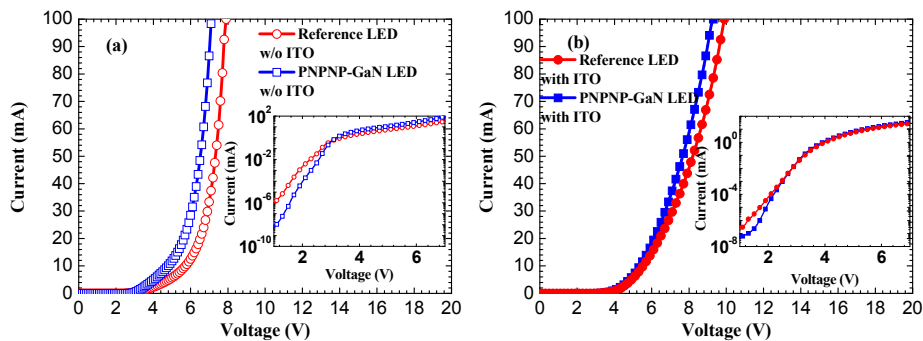 (a)
Reference LED
w/o ITO
PNPNP-GaN LED
w/o ITO
Current (mA)
100
90
80
70
60
50
40
30
20
10
0
0 2 4 6 8 10 12 14 16 18 20
Voltage (V)
Current (mA)
10^2
10^-2
10^-6
10^-10
2 4 6
Voltage (V)
(b)
Reference LED
with ITO
PNPNP-GaN LED
with ITO
Current (mA)
100
90
80
70
60
50
40
30
20
10
0
0 2 4 6 8 10 12 14 16 18 20
Voltage (V)
Current (mA)
10^0
10^-4
10^-8
2 4 6
Voltage (V)